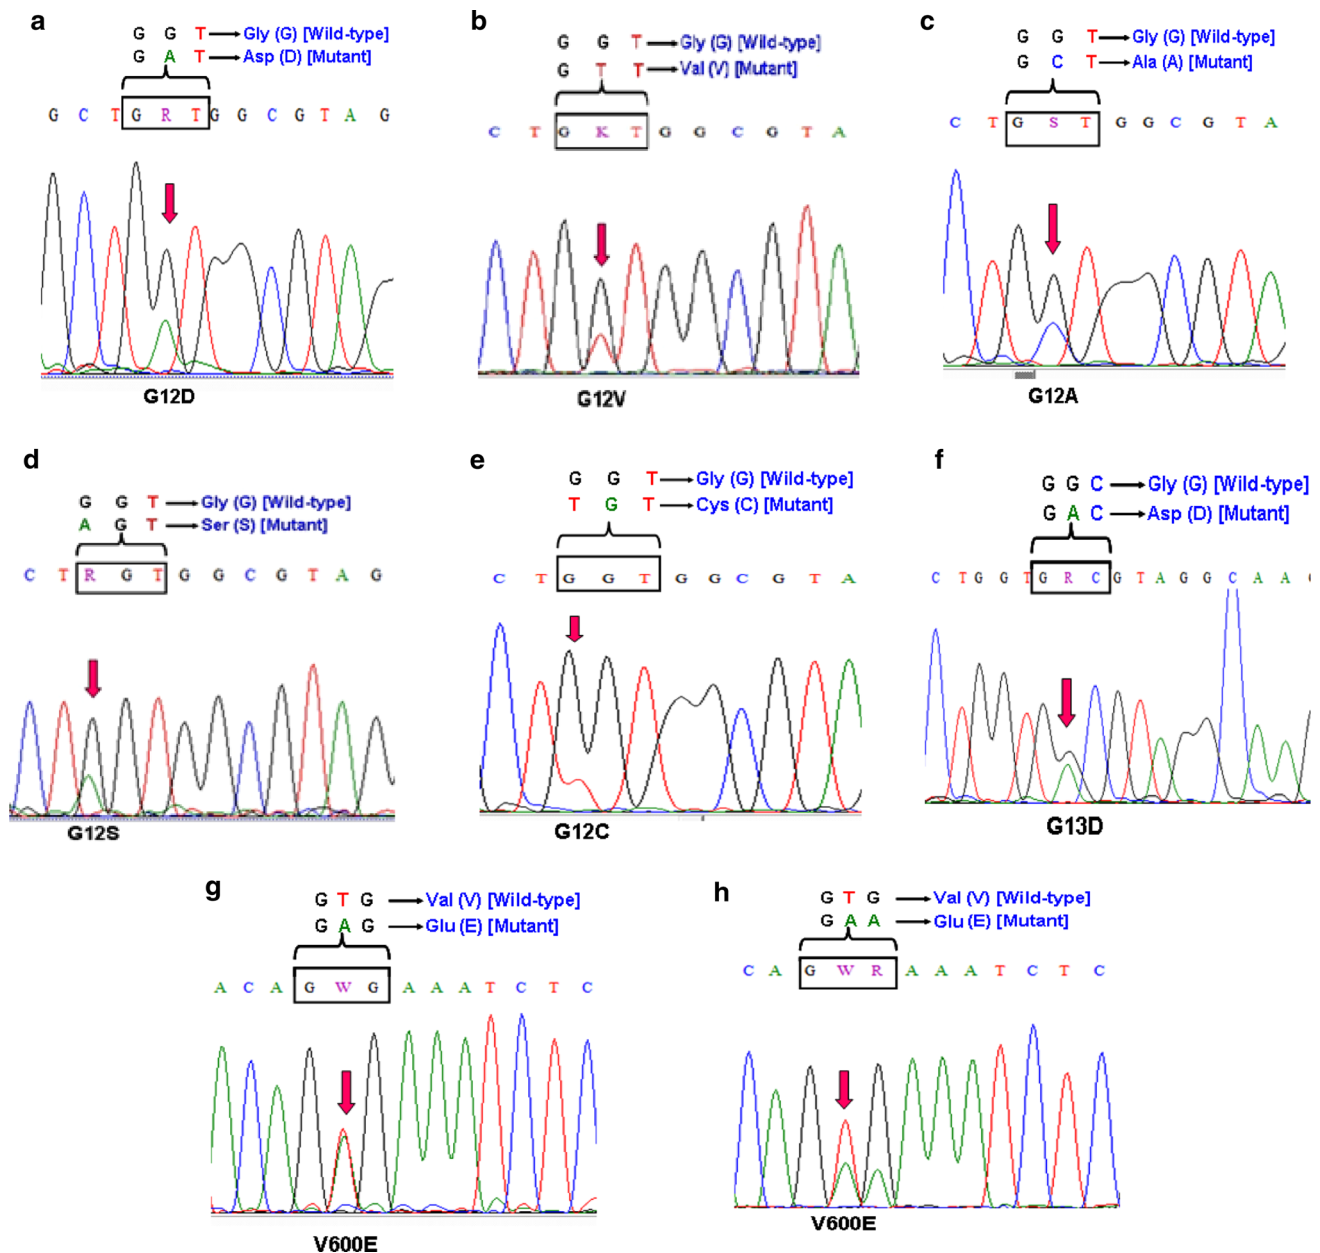 a
G G T Gly (G) [Wild-type]
G A T Asp (D) [Mutant]
G C T G R T G G C G T A G
G12D
b
G G T Gly (G) [Wild-type]
G T T Val (V) [Mutant]
C T G K T G G C G T A
G12V
c
G G T Gly (G) [Wild-type]
G C T Ala (A) [Mutant]
C T G S T G G C G T A
G12A
d
G G T Gly (G) [Wild-type]
A G T Ser (S) [Mutant]
C T R G T G G C G T A G
G12S
e
G G T Gly (G) [Wild-type]
T G T Cys (C) [Mutant]
C T G G T G G C G T A
G12C
f
G G C Gly (G) [Wild-type]
G A C Asp (D) [Mutant]
C T G G T G R C G T A G G C A A
G13D
g
G T G Val (V) [Wild-type]
G A G Glu (E) [Mutant]
A C A G W G A A A T C T C
V600E
h
G T G Val (V) [Wild-type]
G A A Glu (E) [Mutant]
C A G W R A A A T C T C
V600E